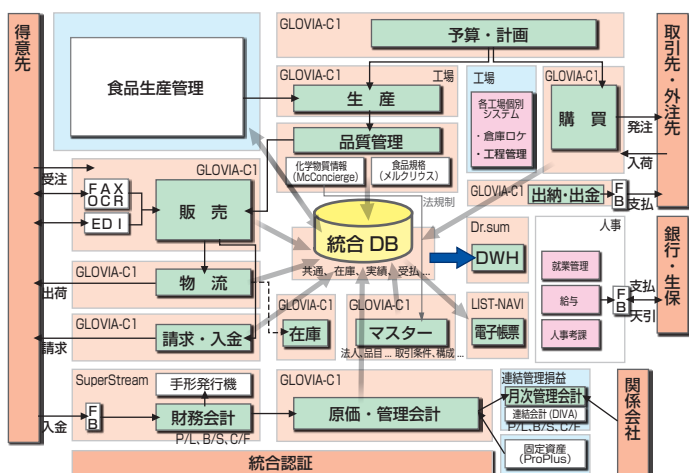 得意先
食品生産管理
GLOVIA-C1
予算・計画
取引先・外注先
GLOVIA-C1
工場
生 産
工場
各工場個別
システム
・倉庫ロケ
・工程管理
GLOVIA-C1
購 買
発注
入荷
品質管理
化学物質情報
(McConcierge)
食品規格
(メルクリウス)
法規制
受注
FAX
OCR
EDI
GLOVIA-C1
販 売
GLOVIA-C1
出納・出金
FB
支払
統合 DB
共通、在庫、実績、受払 ...
Dr.sum
DWH
人事
就業管理
給与
人事考課
FB
支払
天引
銀行・生保
GLOVIA-C1
物 流
出荷
GLOVIA-C1
請求・入金
請求
GLOVIA-C1
在庫
GLOVIA-C1
マスター
法人、品目 ... 取引条件、構成 ...
LIST-NAVI
電子帳票
SuperStream
手形発行機
FB
入金
財務会計
P/L、B/S、C/F
GLOVIA-C1
原価・管理会計
連結管理損益
月次管理会計
連結会計 (DIVA)
P/L、B/S、C/F
固定資産
(ProPlus)
関係会社
統合認証